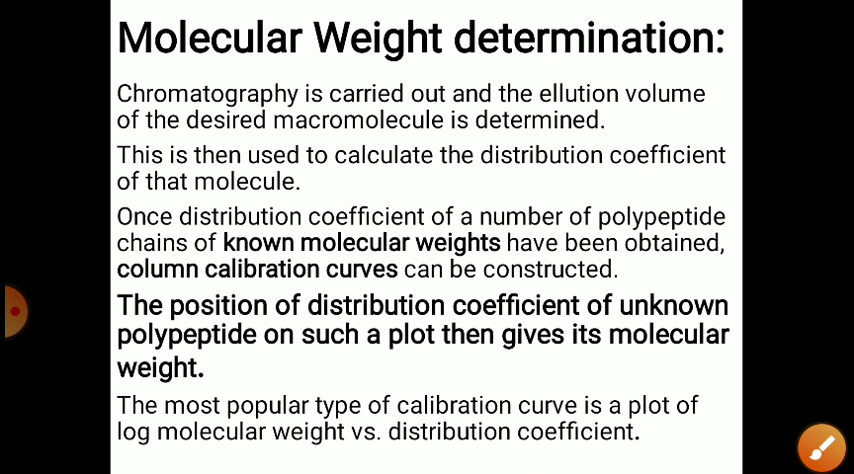 Molecular Weight determination:
Chromatography is carried out and the ellution volume
of the desired macromolecule is determined.
This is then used to calculate the distribution coefficient
of that molecule.
Once distribution coefficient of a number of polypeptide
chains of known molecular weights have been obtained,
column calibration curves can be constructed.
The position of distribution coefficient of unknown
polypeptide on such a plot then gives its molecular
weight.
The most popular type of calibration curve is a plot of
log molecular weight vs. distribution coefficient.